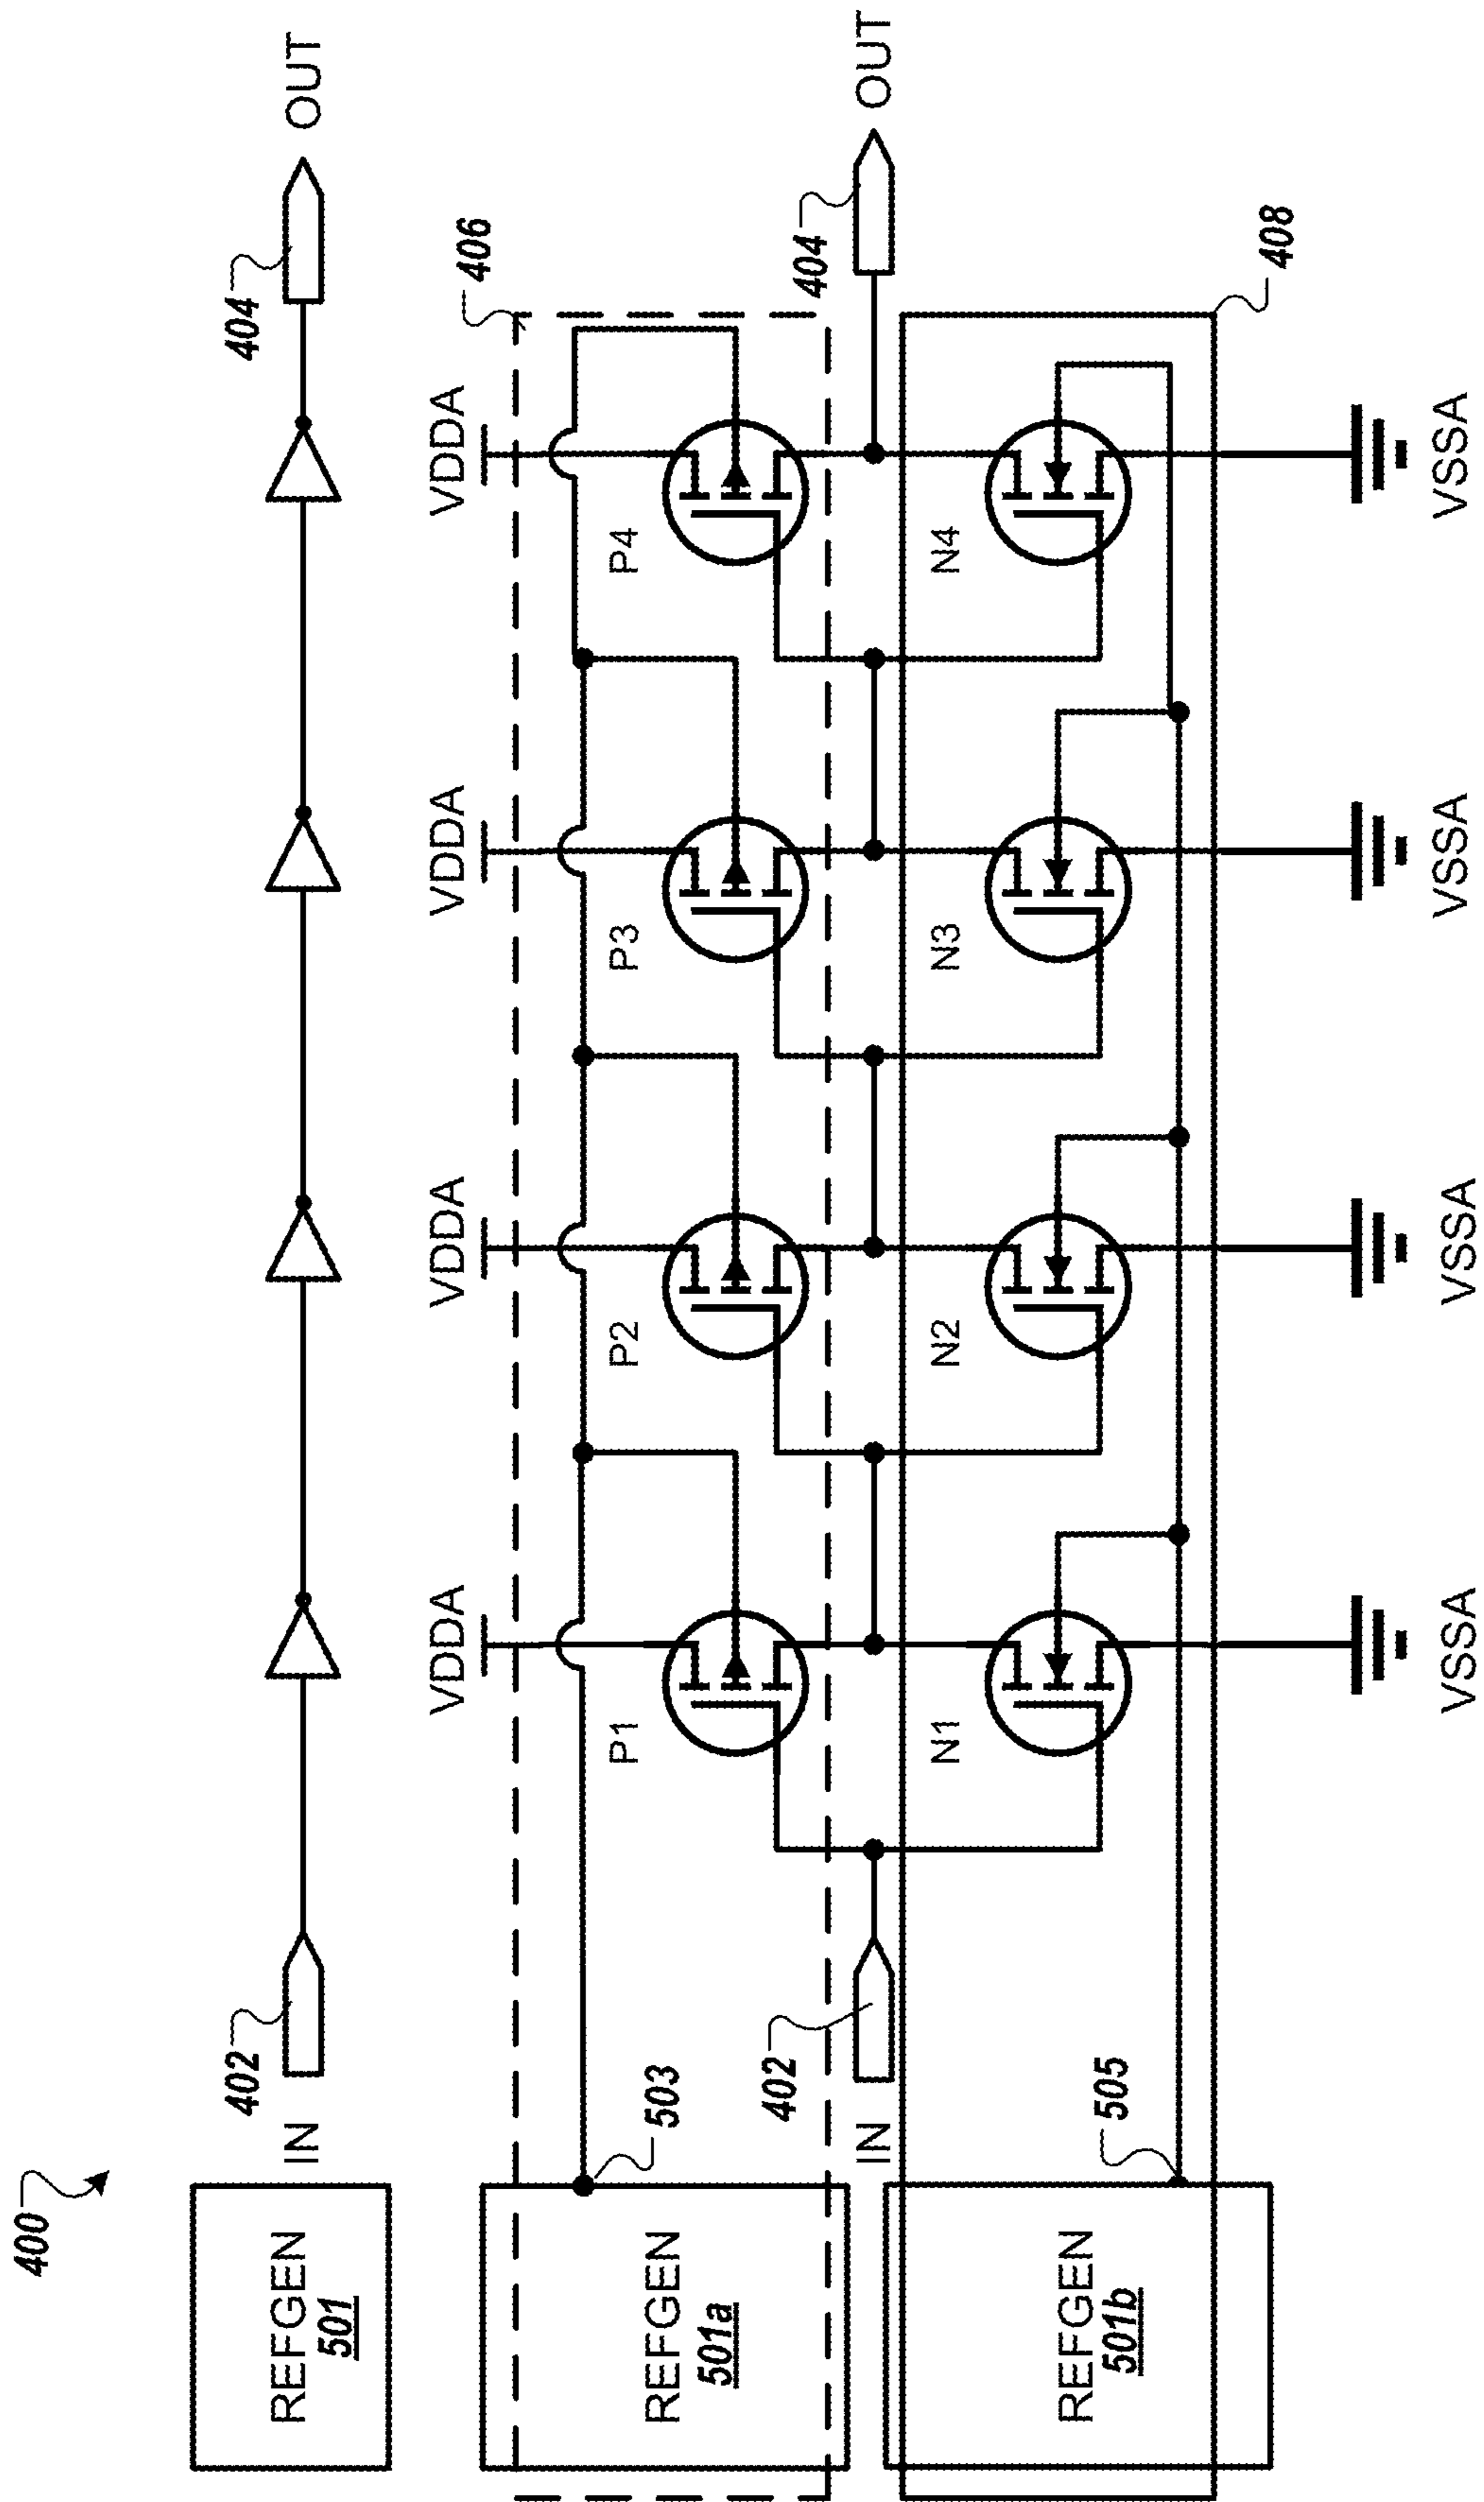 400
REFGEN
501
IN
402
404
OUT
VDDA
VDDA
VDDA
VDDA
406
REFGEN
501a
503
P1
P2
P3
P4
IN
402
404
OUT
REFGEN
501b
505
N1
N2
N3
N4
408
VSSA
VSSA
VSSA
VSSA